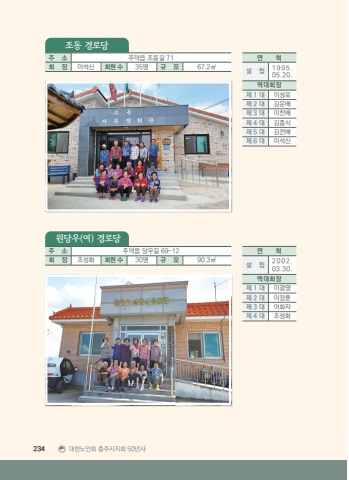 조동 경로당
주 소 주덕읍 조동길 71
회 장 이석신 회원수 35명 규 모 67.2㎡
연 혁
설 립 1995. 05.20.
역대회장
제 1 대 이성로
제 2 대 김문배
제 3 대 이찬배
제 4 대 김홍식
제 5 대 김천배
제 6 대 이석신
조 동
마 을 회 관
원당우(여) 경로당
주 소 주덕읍 당우길 69-12
회 장 조성화 회원수 30명 규 모 90.3㎡
연 혁
설 립 2002. 03.30.
역대회장
제 1 대 이광영
제 2 대 이창훈
제 3 대 어화자
제 4 대 조성화
234 대한노인회 충주시지회 50년사